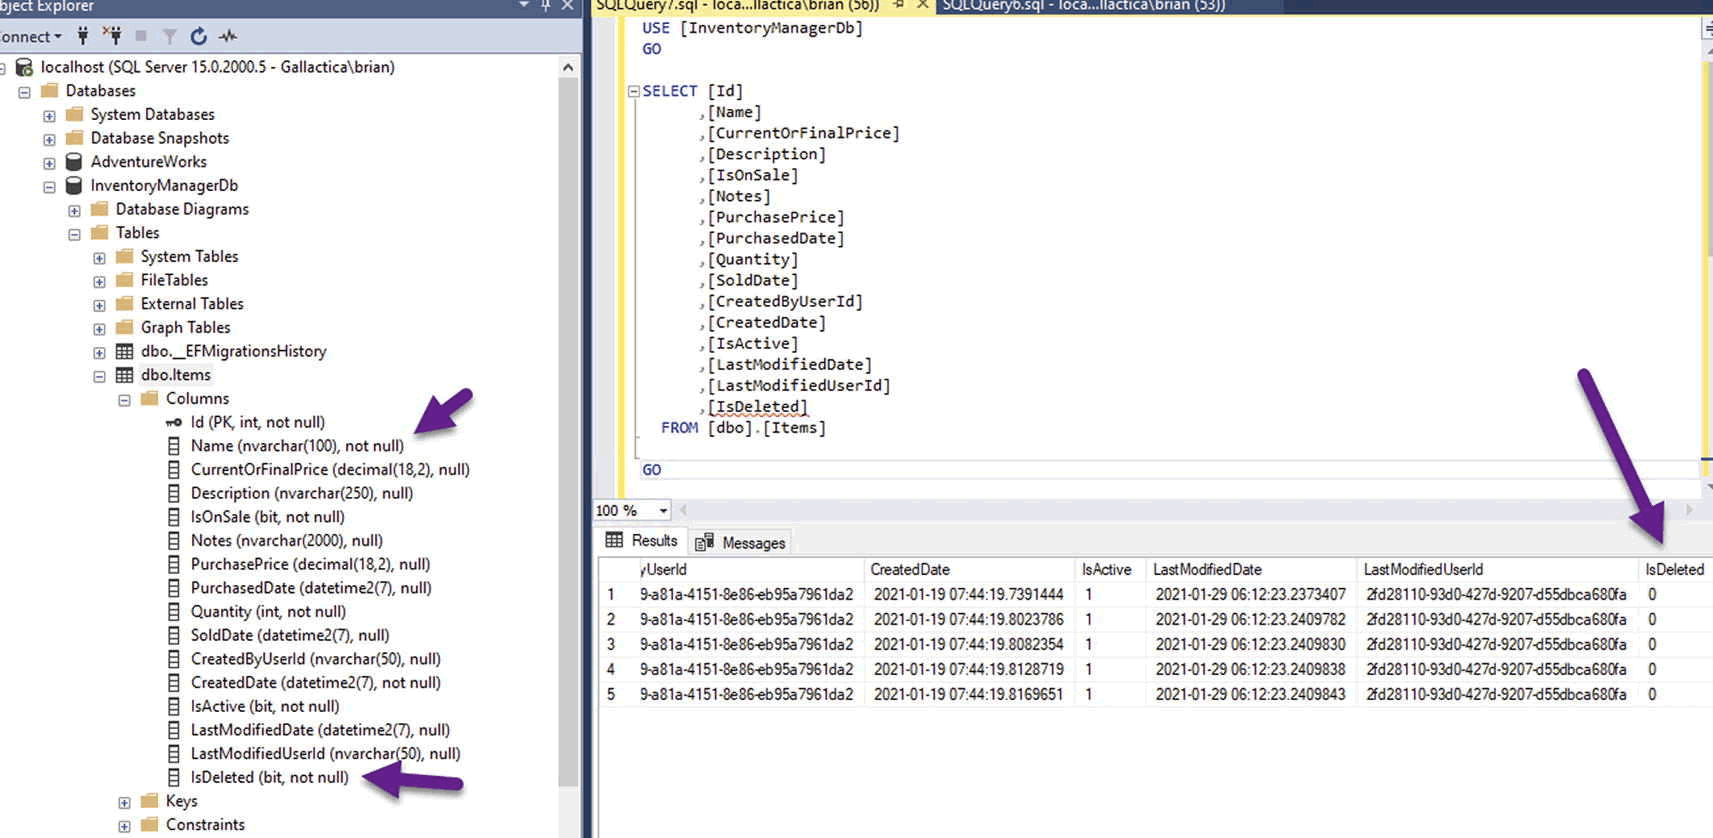 bject Explorer
onnect
localhost (SQL Server 15.0.2000.5 - Gallactica\brian)
Databases
System Databases
Database Snapshots
AdventureWorks
InventoryManagerDb
Database Diagrams
Tables
System Tables
FileTables
External Tables
Graph Tables
dbo.__EFMigrationsHistory
dbo.Items
Columns
Id (PK, int, not null)
Name (nvarchar(100), not null)
CurrentOrFinalPrice (decimal(18,2), null)
Description (nvarchar(250), null)
IsOnSale (bit, not null)
Notes (nvarchar(2000), null)
PurchasePrice (decimal(18,2), null)
PurchasedDate (datetime2(7), null)
Quantity (int, not null)
SoldDate (datetime2(7), null)
CreatedByUserId (nvarchar(50), null)
CreatedDate (datetime2(7), not null)
IsActive (bit, not null)
LastModifiedDate (datetime2(7), null)
LastModifiedUserId (nvarchar(50), null)
IsDeleted (bit, not null)
Keys
Constraints
SQLQuery7.sql - loca...llactica\brian (56)) SQLQuery6.sql - loca...llactica\brian (53))
USE [InventoryManagerDb]
GO
SELECT [Id]
,[Name]
,[CurrentOrFinalPrice]
,[Description]
,[IsOnSale]
,[Notes]
,[PurchasePrice]
,[PurchasedDate]
,[Quantity]
,[SoldDate]
,[CreatedByUserId]
,[CreatedDate]
,[IsActive]
,[LastModifiedDate]
,[LastModifiedUserId]
,[IsDeleted]
FROM [dbo].[Items]
GO
100 %
Results Messages
yUserId CreatedDate IsActive LastModifiedDate LastModifiedUserId IsDeleted
1 9-a81a-4151-8e86-eb95a7961da2 2021-01-19 07:44:19.7391444 1 2021-01-29 06:12:23.2373407 2fd28110-93d0-427d-9207-d55dbca680fa 0
2 9-a81a-4151-8e86-eb95a7961da2 2021-01-19 07:44:19.8023786 1 2021-01-29 06:12:23.2409782 2fd28110-93d0-427d-9207-d55dbca680fa 0
3 9-a81a-4151-8e86-eb95a7961da2 2021-01-19 07:44:19.8082354 1 2021-01-29 06:12:23.2409830 2fd28110-93d0-427d-9207-d55dbca680fa 0
4 9-a81a-4151-8e86-eb95a7961da2 2021-01-19 07:44:19.8128719 1 2021-01-29 06:12:23.2409838 2fd28110-93d0-427d-9207-d55dbca680fa 0
5 9-a81a-4151-8e86-eb95a7961da2 2021-01-19 07:44:19.8169651 1 2021-01-29 06:12:23.2409843 2fd28110-93d0-427d-9207-d55dbca680fa 0